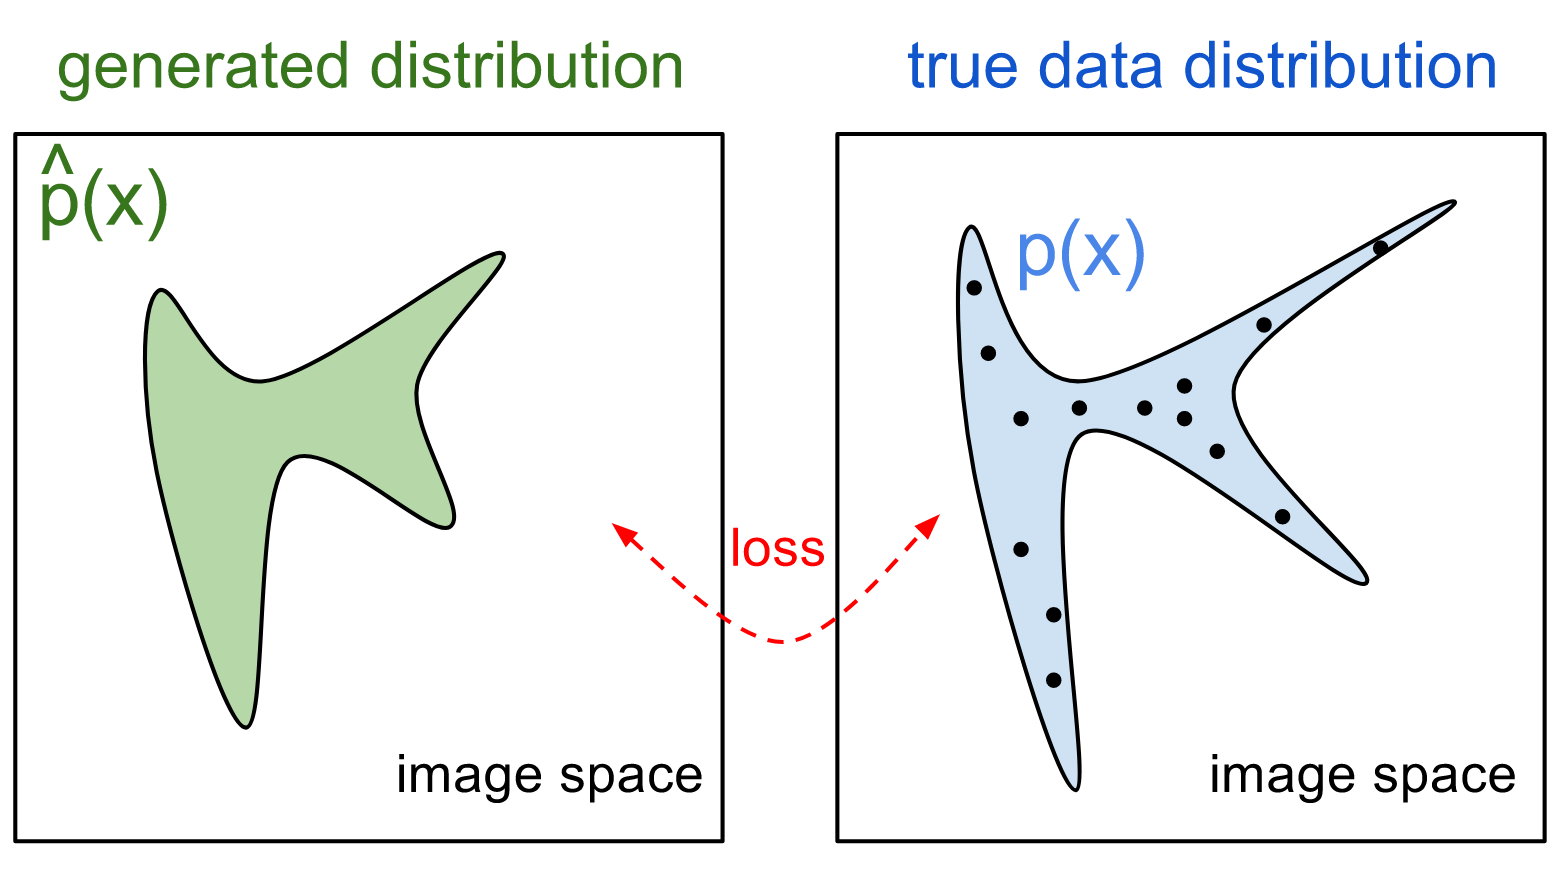 generated distribution
true data distribution
p̂(x)
p(x)
loss
image space
image space